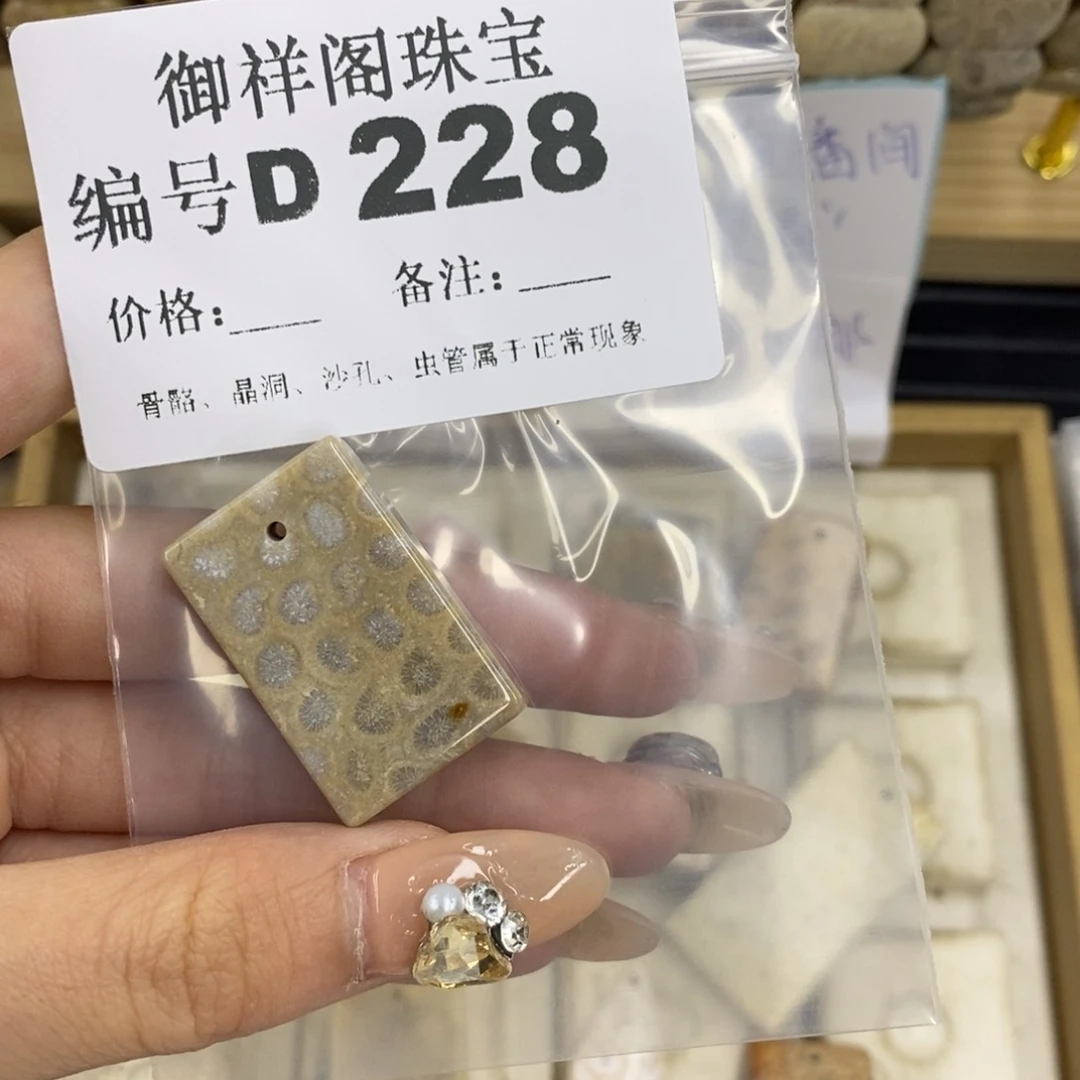 御祥阁珠宝
编号D 228
价格:____ 备注:____
骨骼、晶洞、沙孔、虫管属于正常现象
间